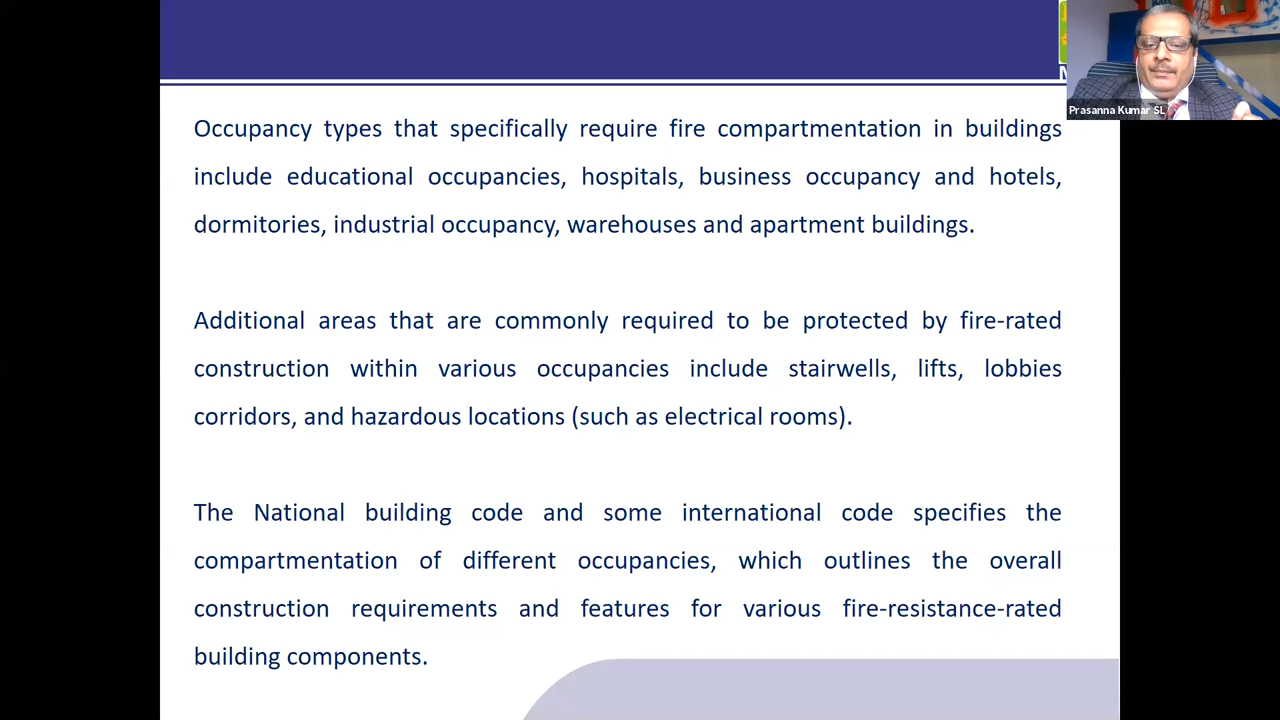 Occupancy types that specifically require fire compartmentation in buildings
include educational occupancies, hospitals, business occupancy and hotels,
dormitories, industrial occupancy, warehouses and apartment buildings.
Additional areas that are commonly required to be protected by fire-rated
construction within various occupancies include stairwells, lifts, lobbies
corridors, and hazardous locations (such as electrical rooms).
The National building code and some international code specifies the
compartmentation of different occupancies, which outlines the overall
construction requirements and features for various fire-resistance-rated
building components.
Prasanna Kumar SL